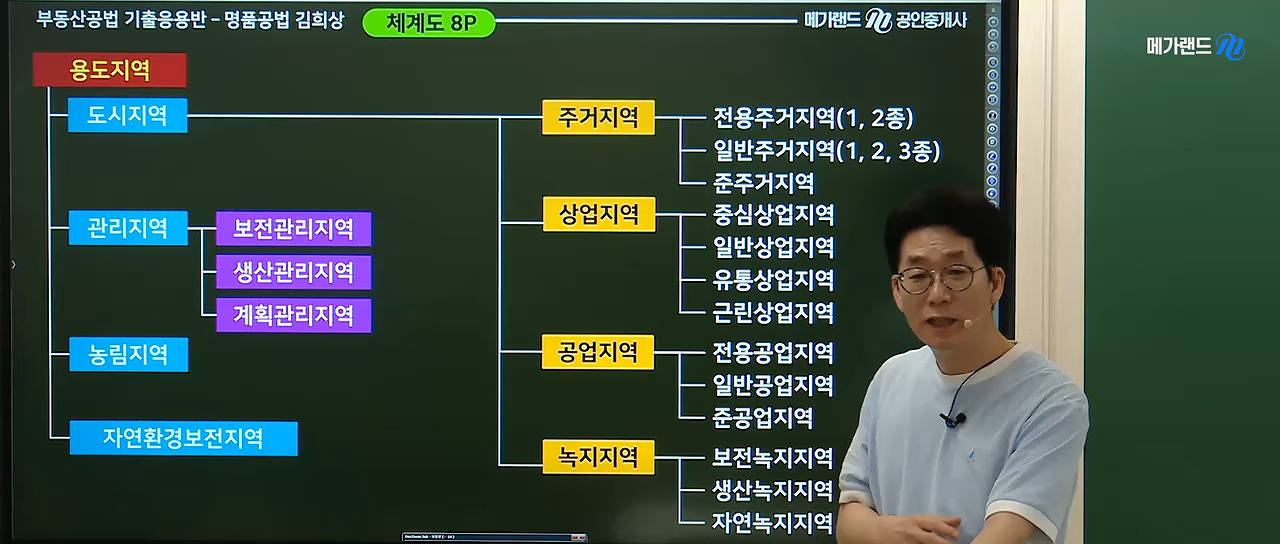 부동산공법 기출응용반 – 명품공법 김희상
체계도 8P
메가랜드 공인중개사
메가랜드
용도지역
도시지역
주거지역
전용주거지역(1, 2종)
일반주거지역(1, 2, 3종)
준주거지역
상업지역
중심상업지역
일반상업지역
유통상업지역
근린상업지역
공업지역
전용공업지역
일반공업지역
준공업지역
녹지지역
보전녹지지역
생산녹지지역
자연녹지지역
관리지역
보전관리지역
생산관리지역
계획관리지역
농림지역
자연환경보전지역